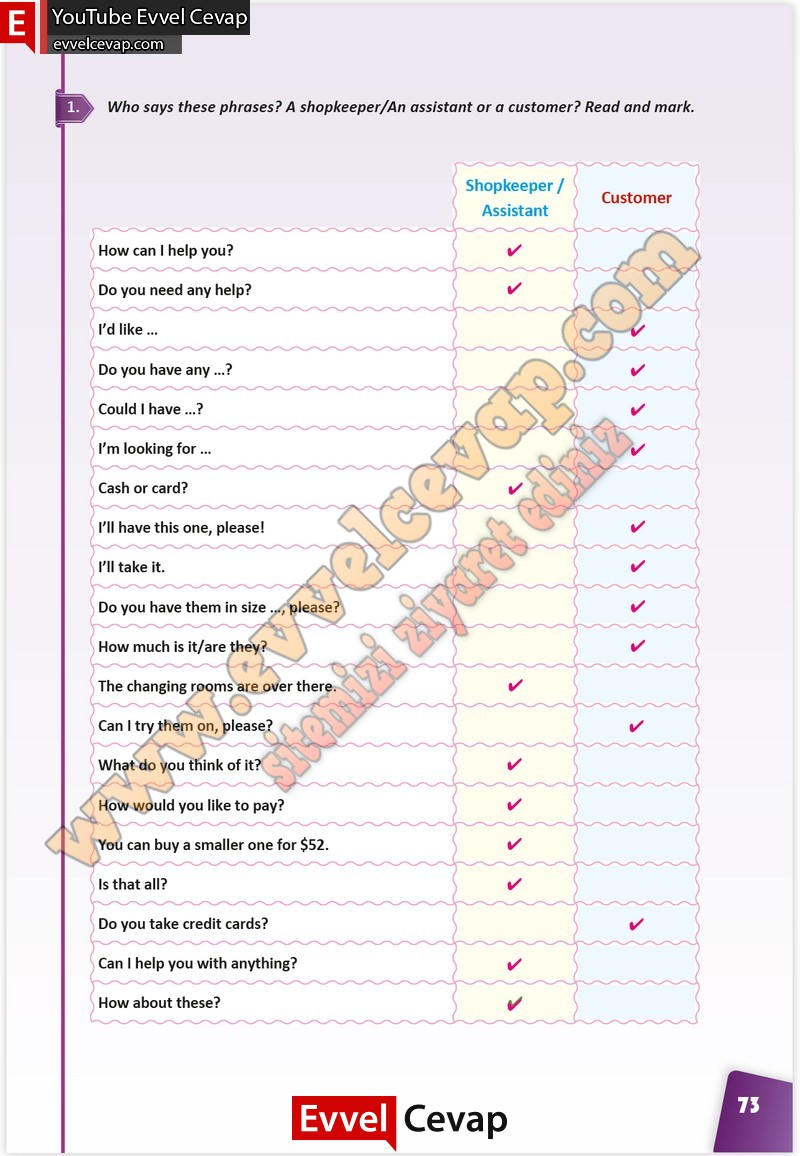 E YouTube Evvel Cevap
evvelcevap.com
1. Who says these phrases? A shopkeeper/An assistant or a customer? Read and mark.
Shopkeeper /
Assistant
Customer
How can I help you? ✔
Do you need any help? ✔
I’d like ... ✔
Do you have any ...? ✔
Could I have ...? ✔
I’m looking for ... ✔
Cash or card? ✔
I’ll have this one, please! ✔
I’ll take it. ✔
Do you have them in size ..., please? ✔
How much is it/are they? ✔
The changing rooms are over there. ✔
Can I try them on, please? ✔
What do you think of it? ✔
How would you like to pay? ✔
You can buy a smaller one for $52. ✔
Is that all? ✔
Do you take credit cards? ✔
Can I help you with anything? ✔
How about these? ✔
www.evvelcevap.com
sitemizi ziyaret ediniz
73
Evvel Cevap